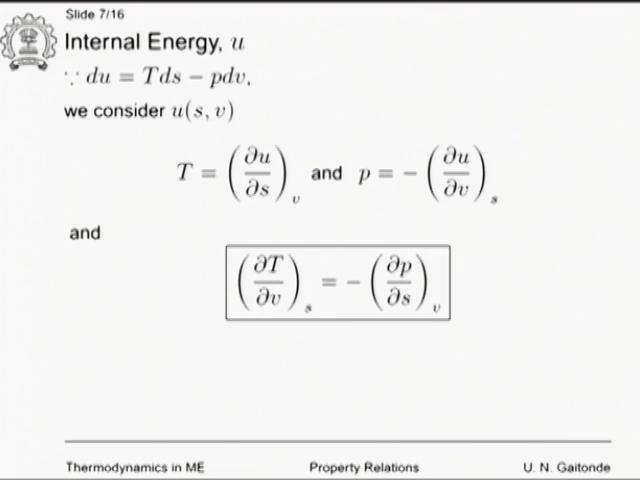 Slide 7/16
Internal Energy, u
∵ du = Tds − pdv,
we consider u(s, v)
T = (∂u/∂s)_v and p = − (∂u/∂v)_s
and
(∂T/∂v)_s = − (∂p/∂s)_v
Thermodynamics in ME Property Relations U. N. Gaitonde